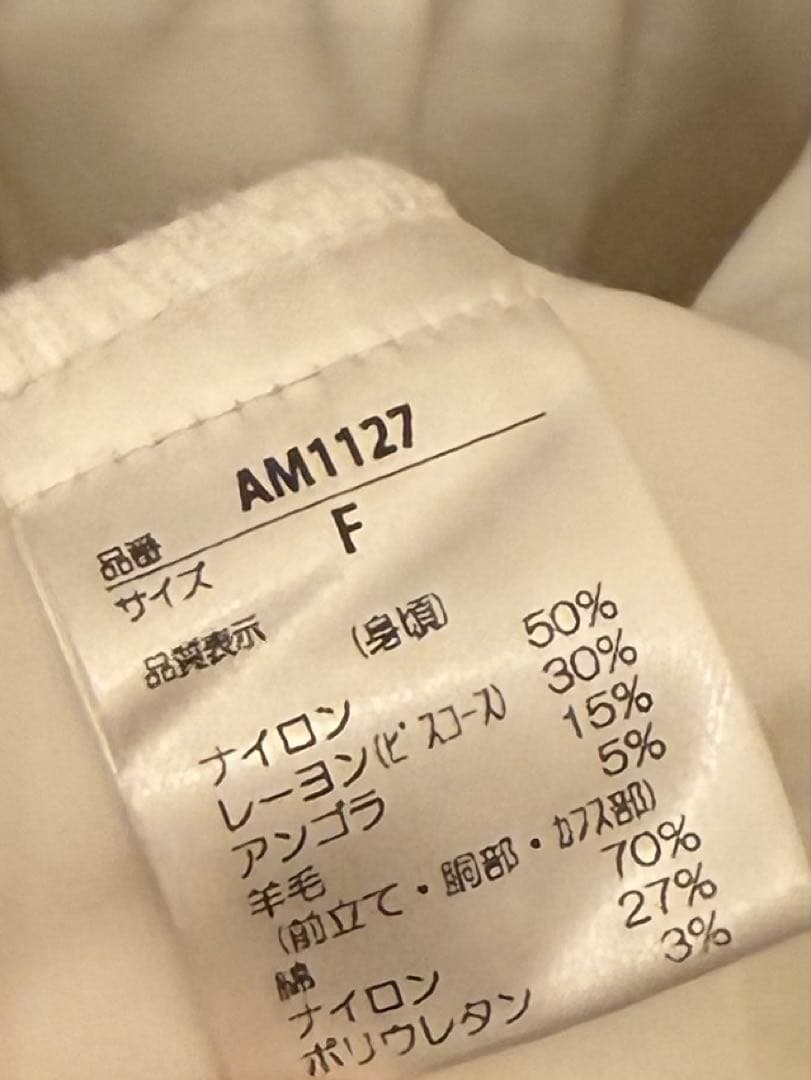 品番 AM1127
サイズ F
品質表示 (身頃)
ナイロン 50%
レーヨン(ビスコース) 30%
アンゴラ 15%
羊毛 5%
(前立て・胴部・カフス部)
綿 70%
ナイロン 27%
ポリウレタン 3%